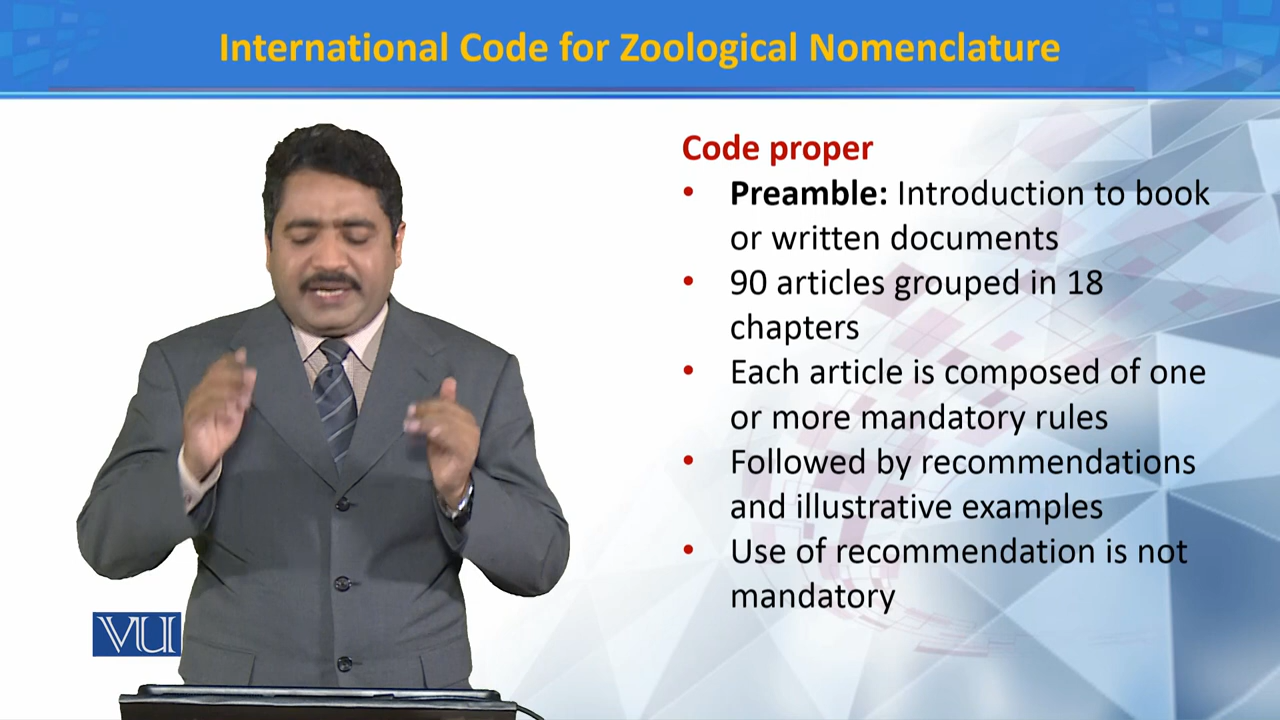 International Code for Zoological Nomenclature
Code proper
• Preamble: Introduction to book
or written documents
• 90 articles grouped in 18
chapters
• Each article is composed of one
or more mandatory rules
• Followed by recommendations
and illustrative examples
• Use of recommendation is not
mandatory
VU